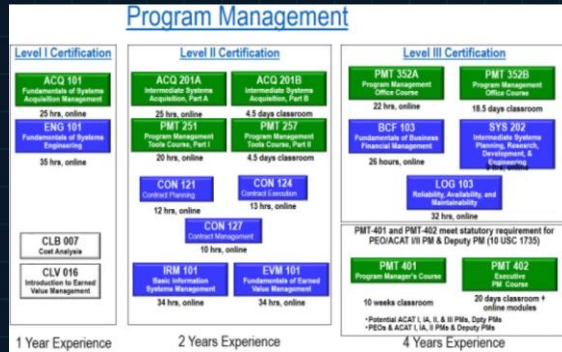 Program Management
Level I Certification
ACQ 101
Fundamentals of Systems
Acquisition Management
25 hrs, online
ENG 101
Fundamentals of Systems
Engineering
35 hrs, online
CLB 007
Cost Analysis
CLV 016
Introduction to Earned
Value Management
1 Year Experience
Level II Certification
ACQ 201A
Intermediate Systems
Acquisition, Part A
25 hrs, online
ACQ 201B
Intermediate Systems
Acquisition, Part B
4.5 days classroom
PMT 251
Program Management
Tools Course, Part I
20 hrs, online
PMT 257
Program Management
Tools Course, Part II
4.5 days classroom
CON 121
Contract Planning
12 hrs, online
CON 124
Contract Execution
13 hrs, online
CON 127
Contract Management
10 hrs, online
IRM 101
Basic Information
Systems Management
34 hrs, online
EVM 101
Fundamentals of Earned
Value Management
34 hrs, online
2 Years Experience
Level III Certification
PMT 352A
Program Management
Office Course
22 hrs, online
PMT 352B
Program Management
Office Course
18.5 days classroom
BCF 103
Fundamentals of Business
Financial Management
26 hours, online
SYS 202
Intermediate Systems
Planning, Research,
Development, &
Engineering
hrs, online
LOG 103
Reliability, Availability, and
Maintainability
32 hrs, online
PMT-401 and PMT-402 meet statutory requirement for
PEO/ACAT I/II PM & Deputy PM (10 USC 1735)
PMT 401
Program Manager's Course
10 weeks classroom
PMT 402
Executive
PM Course
20 days classroom +
online modules
• Potential ACAT I, IA, II, & III PMs, Dpty PMs
• PEOs & ACAT I, IA, II PMs & Deputy PMs
4 Years Experience